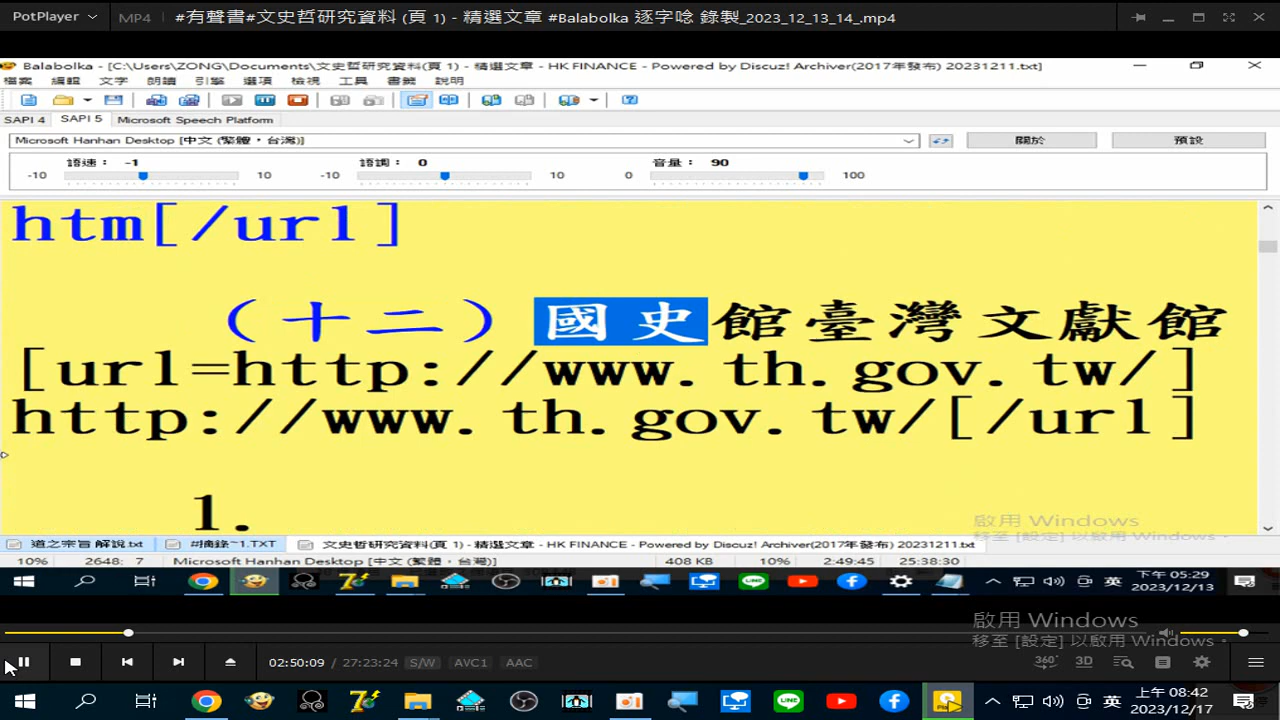 PotPlayer MP4 #有聲書#文史哲研究資料 (頁 1) - 精選文章 #Balabolka 逐字唸 錄製_2023_12_13_14_.mp4
Balabolka - [C:\Users\ZONG\Documents\文史哲研究資料(頁 1) - 精選文章 - HK FINANCE - Powered by Discuz! Archiver(2017年發布) 20231211.txt]
檔案 編輯 文字 朗讀 引擎 選項 檢視 工具 書籤 說明
SAPI 4 SAPI 5 Microsoft Speech Platform
Microsoft Hanhan Desktop [中文 (繁體，台灣)] 關於 預設
語速： -1 語調： 0 音量： 90
-10 10 -10 10 0 100
htm[/url]
（十二）國史館臺灣文獻館
[url=http://www.th.gov.tw/]
http://www.th.gov.tw/[/url]
1.
啟用 Windows
移至 [設定] 以啟用 Windows。
道之宗旨 解說.txt #摘錄~1.TXT 文史哲研究資料(頁 1) - 精選文章 - HK FINANCE - Powered by Discuz! Archiver(2017年發布) 20231211.txt
10% 2648: 7 Microsoft Hanhan Desktop [中文 (繁體，台灣)] 408 KB 10% 2:49:45 25:38:30
英 下午 05:29
2023/12/13
啟用 Windows
移至 [設定] 以啟用 Windows。
02:50:09 / 27:23:24 S/W AVC1 AAC 360° 3D
英 上午 08:42
2023/12/17